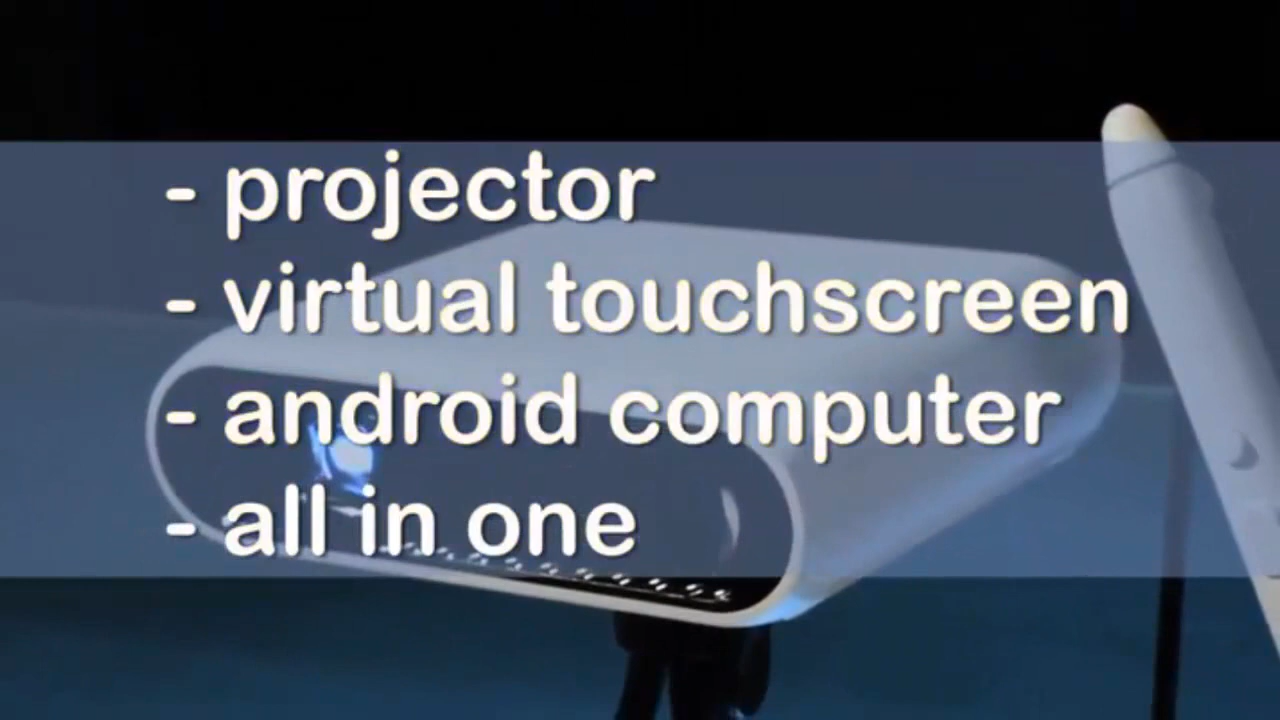 - projector
- virtual touchscreen
- android computer
- all in one